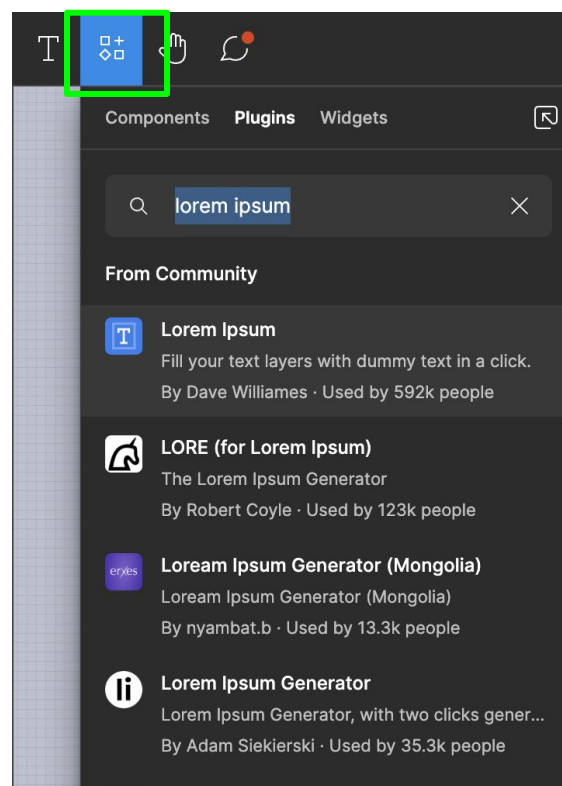 T
Components Plugins Widgets
lorem ipsum
From Community
T
Lorem Ipsum
Fill your text layers with dummy text in a click.
By Dave Williames · Used by 592k people
LORE (for Lorem Ipsum)
The Lorem Ipsum Generator
By Robert Coyle · Used by 123k people
erxes
Loream Ipsum Generator (Mongolia)
Loream Ipsum Generator (Mongolia)
By nyambat.b · Used by 13.3k people
li
Lorem Ipsum Generator
Lorem Ipsum Generator, with two clicks gener...
By Adam Siekierski · Used by 35.3k people